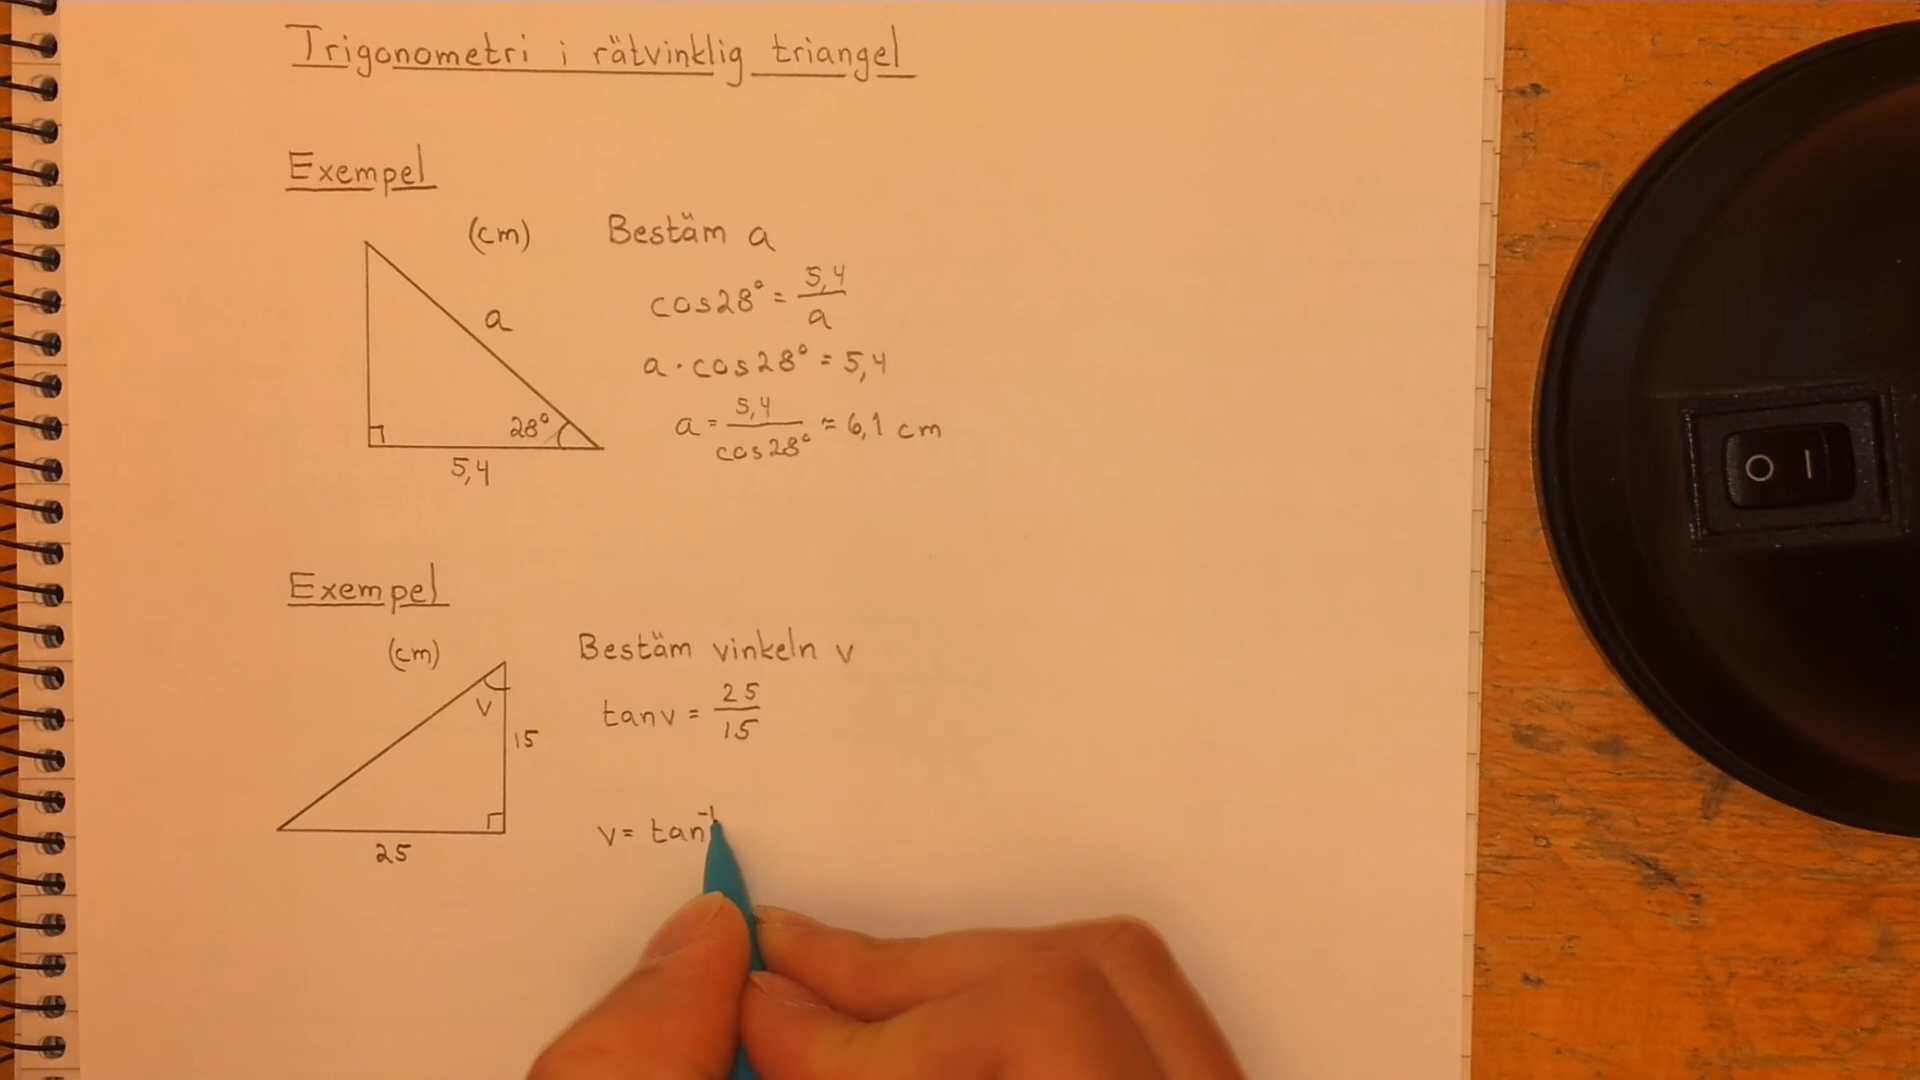 Trigonometri i rätvinklig triangel
Exempel
(cm)
a
28°
5,4
Bestäm a
cos28° = 5,4/a
a · cos28° = 5,4
a = 5,4/cos28° ≈ 6,1 cm
Exempel
(cm)
v
15
25
Bestäm vinkeln v
tanv = 25/15
v = tan⁻¹
O I